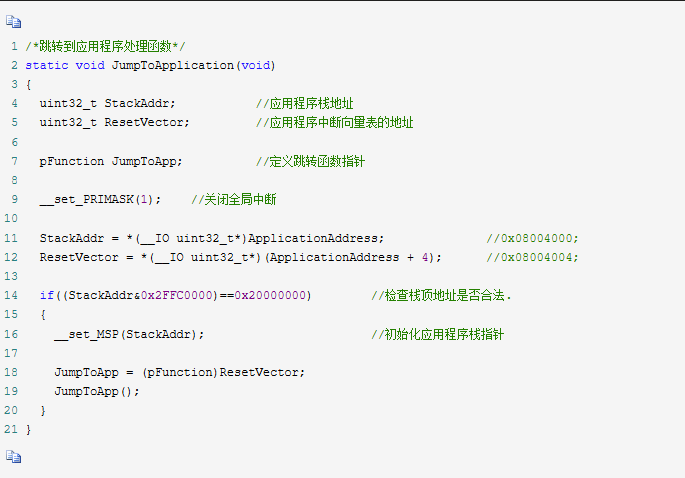 1 /*跳转到应用程序处理函数*/
2 static void JumpToApplication(void)
3 {
4   uint32_t StackAddr;           //应用程序栈地址
5   uint32_t ResetVector;         //应用程序中断向量表的地址
6
7   pFunction JumpToApp;          //定义跳转函数指针
8
9   __set_PRIMASK(1);    //关闭全局中断
10
11   StackAddr = *(__IO uint32_t*)ApplicationAddress;              //0x08004000;
12   ResetVector = *(__IO uint32_t*)(ApplicationAddress + 4);      //0x08004004;
13
14   if((StackAddr&0x2FFC0000)==0x20000000)        //检查栈顶地址是否合法.
15   {
16     __set_MSP(StackAddr);                       //初始化应用程序栈指针
17
18     JumpToApp = (pFunction)ResetVector;
19     JumpToApp();
20   }
21 }